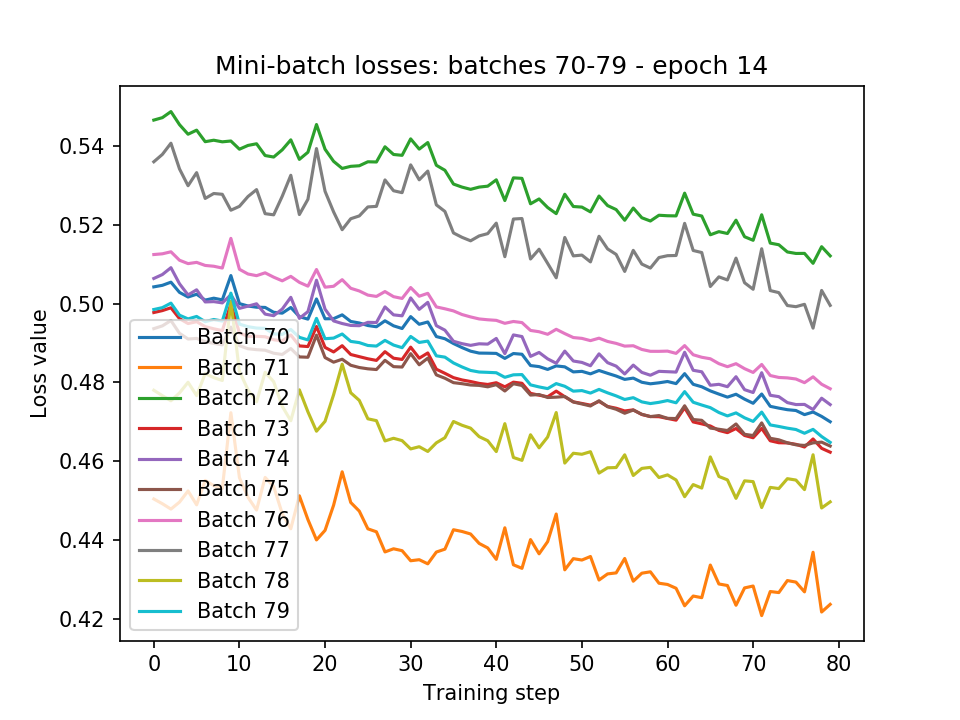 Mini-batch losses: batches 70-79 - epoch 14
Loss value
0.54
0.52
0.50
0.48
0.46
0.44
0.42
Batch 70
Batch 71
Batch 72
Batch 73
Batch 74
Batch 75
Batch 76
Batch 77
Batch 78
Batch 79
0 10 20 30 40 50 60 70 80
Training step